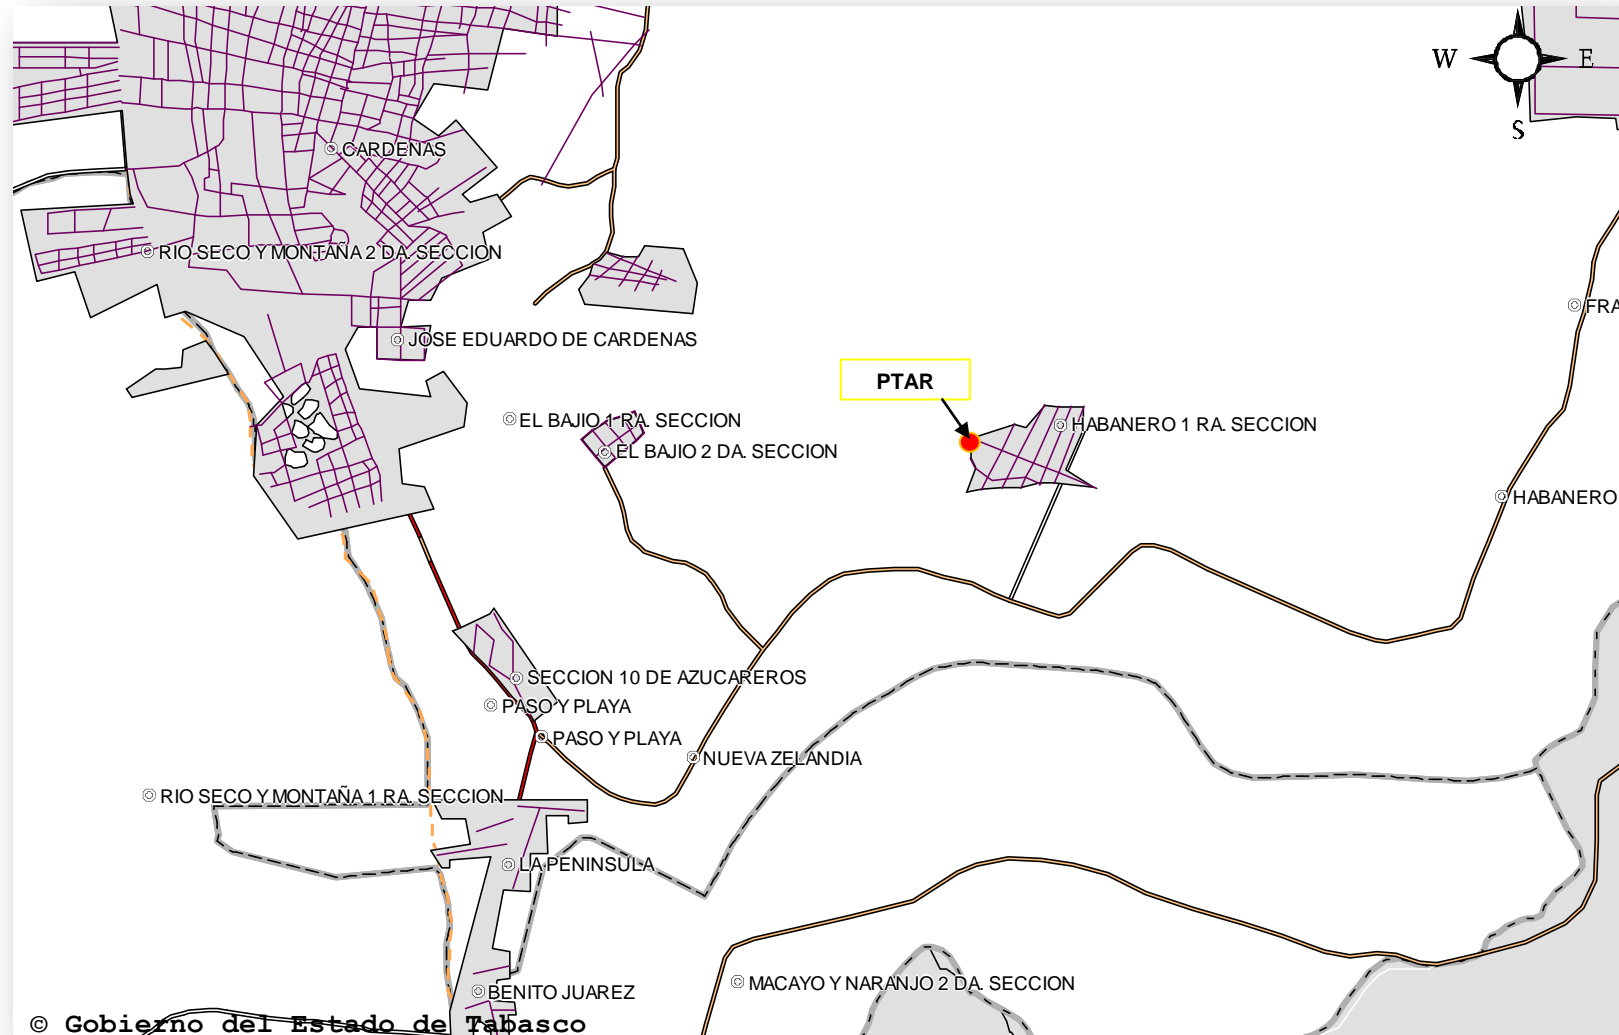 W
E
S
CARDENAS
RIO SECO Y MONTAÑA 2 DA. SECCION
FRA
JOSE EDUARDO DE CARDENAS
PTAR
EL BAJIO 1 RA. SECCION
HABANERO 1 RA. SECCION
EL BAJIO 2 DA. SECCION
HABANERO
SECCION 10 DE AZUCAREROS
PASO Y PLAYA
PASO Y PLAYA
NUEVA ZELANDIA
RIO SECO Y MONTAÑA 1 RA. SECCION
LA PENINSULA
MACAYO Y NARANJO 2 DA. SECCION
BENITO JUAREZ
© Gobierno del Estado de Tabasco